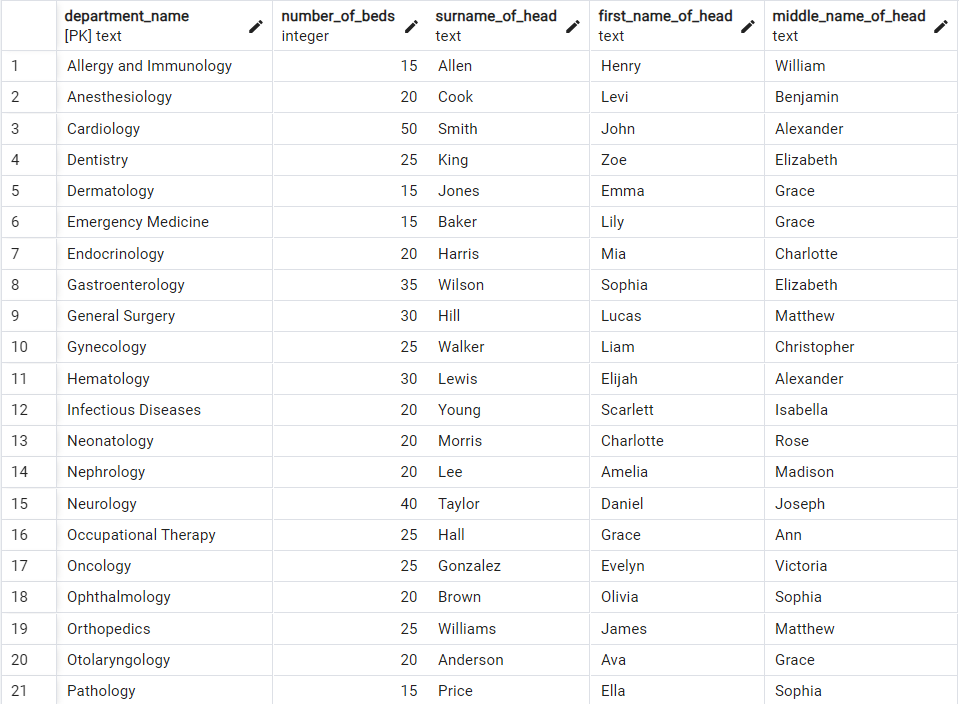 department_name number_of_beds surname_of_head first_name_of_head middle_name_of_head
[PK] text integer text text text
1 Allergy and Immunology 15 Allen Henry William
2 Anesthesiology 20 Cook Levi Benjamin
3 Cardiology 50 Smith John Alexander
4 Dentistry 25 King Zoe Elizabeth
5 Dermatology 15 Jones Emma Grace
6 Emergency Medicine 15 Baker Lily Grace
7 Endocrinology 20 Harris Mia Charlotte
8 Gastroenterology 35 Wilson Sophia Elizabeth
9 General Surgery 30 Hill Lucas Matthew
10 Gynecology 25 Walker Liam Christopher
11 Hematology 30 Lewis Elijah Alexander
12 Infectious Diseases 20 Young Scarlett Isabella
13 Neonatology 20 Morris Charlotte Rose
14 Nephrology 20 Lee Amelia Madison
15 Neurology 40 Taylor Daniel Joseph
16 Occupational Therapy 25 Hall Grace Ann
17 Oncology 25 Gonzalez Evelyn Victoria
18 Ophthalmology 20 Brown Olivia Sophia
19 Orthopedics 25 Williams James Matthew
20 Otolaryngology 20 Anderson Ava Grace
21 Pathology 15 Price Ella Sophia